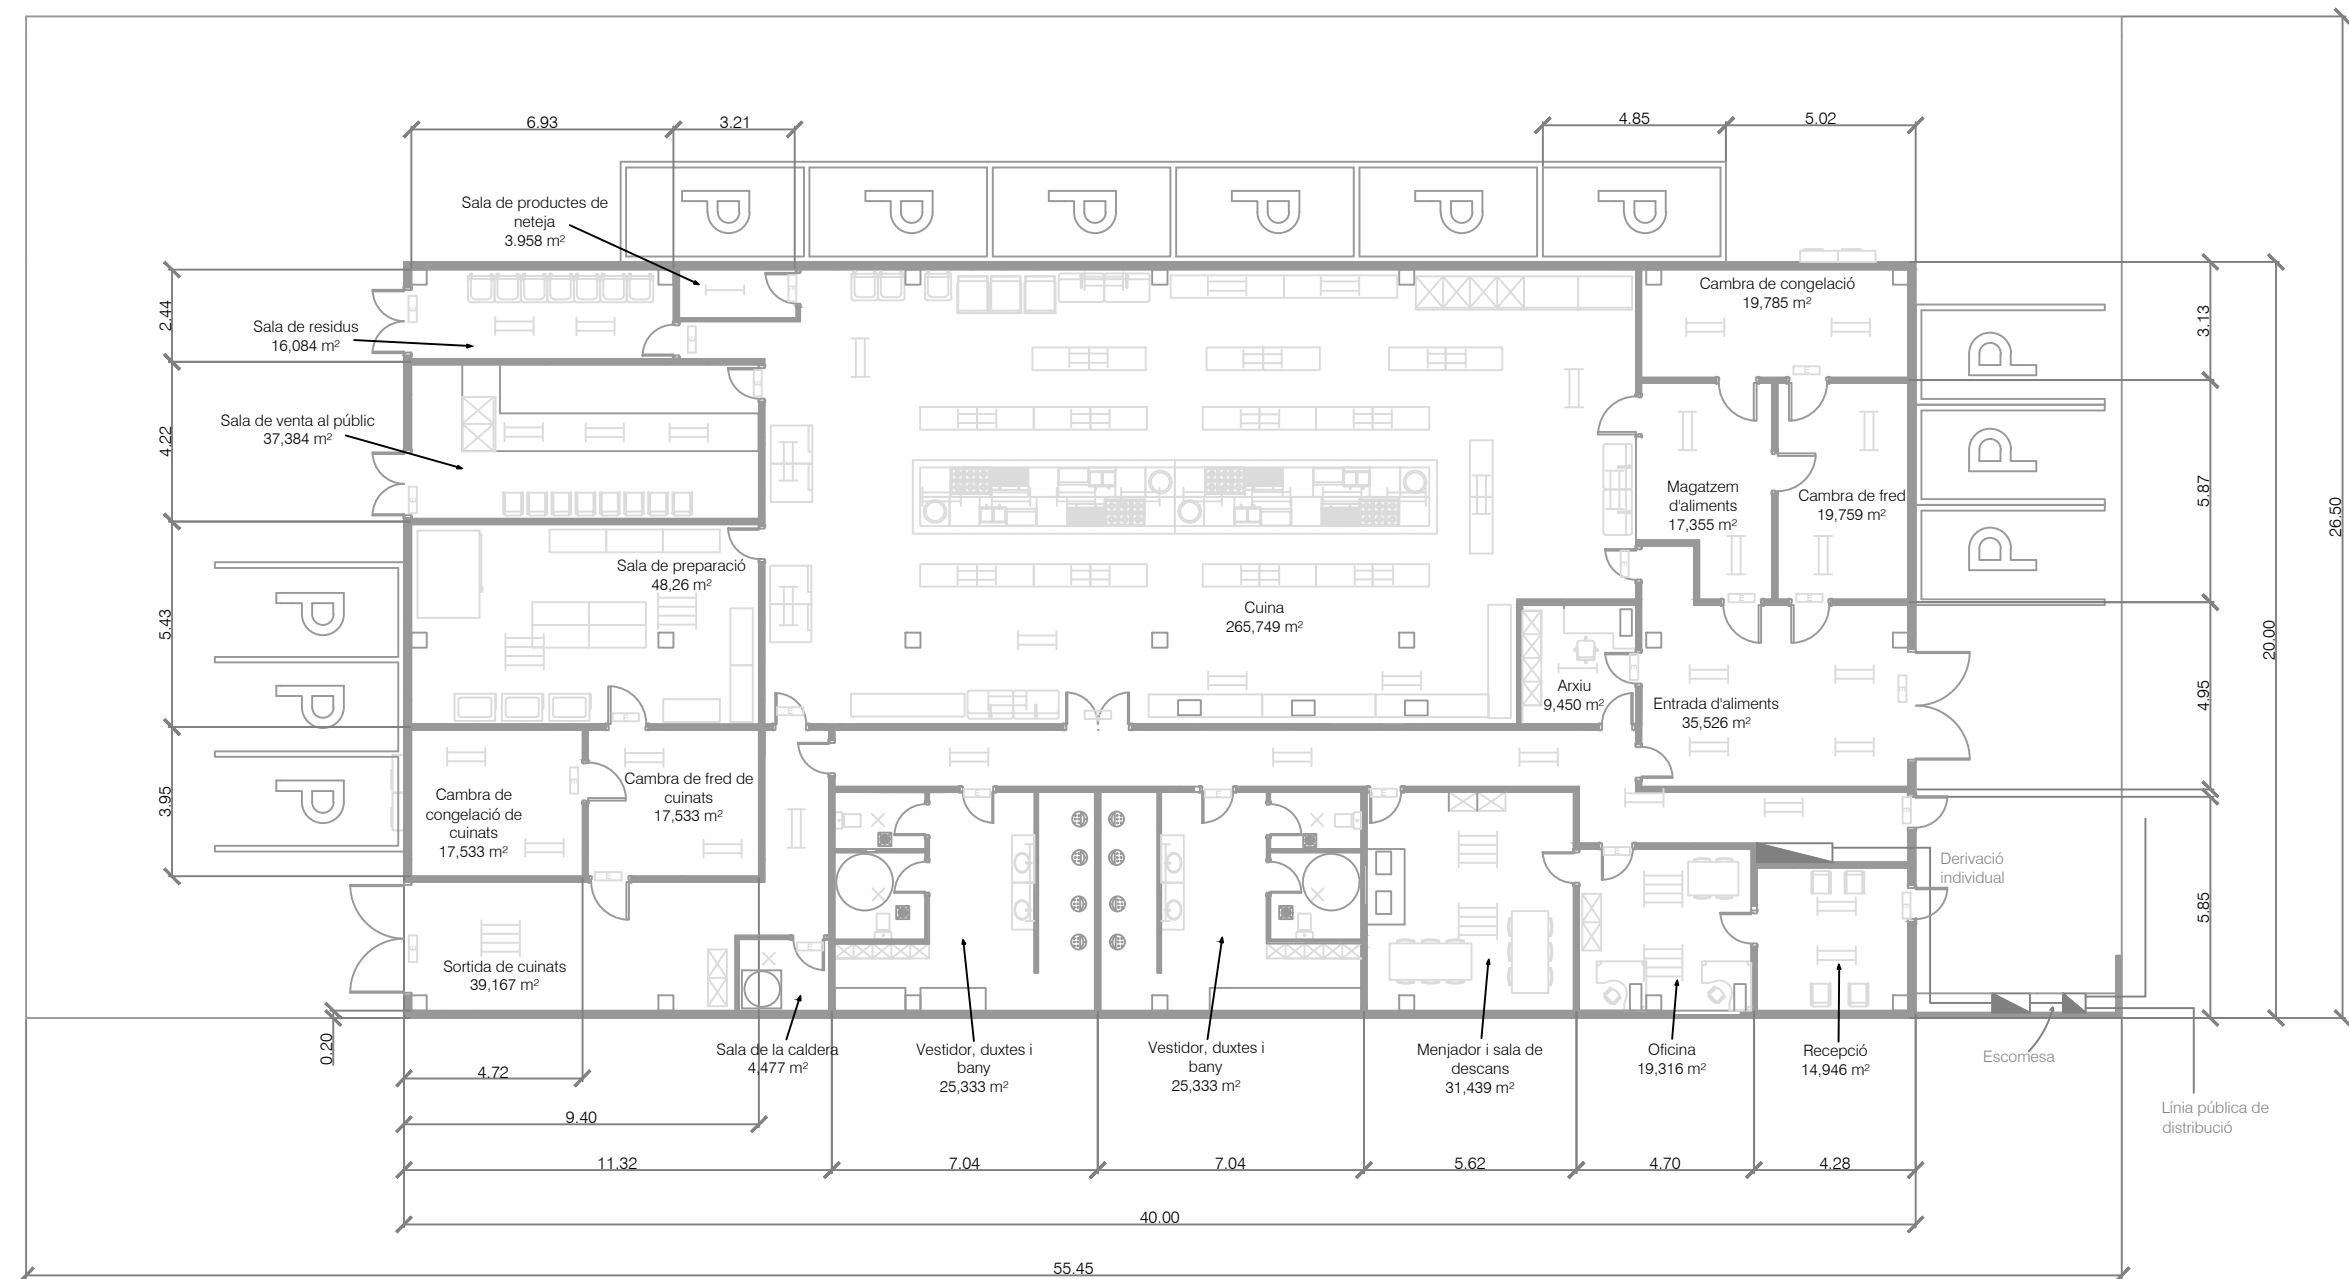 6.93
3.21
4.85
5.02
P
P
P
P
P
P
Sala de productes de
neteja
3.958 m²
Sala de residus
16,084 m²
Sala de venta al públic
37,384 m²
Sala de preparació
48,26 m²
Cuina
265,749 m²
Cambra de congelació
19,785 m²
Magatzem
d'aliments
17,355 m²
Cambra de fred
19,759 m²
Arxiu
9,450 m²
Entrada d'aliments
35,526 m²
Cambra de
congelació de
cuinats
17,533 m²
Cambra de fred de
cuinats
17,533 m²
Sortida de cuinats
39,167 m²
Sala de la caldera
4,477 m²
Vestidor, duxtes i
bany
25,333 m²
Vestidor, duxtes i
bany
25,333 m²
Menjador i sala de
descans
31,439 m²
Oficina
19,316 m²
Recepció
14,946 m²
Derivació
individual
Escomesa
Línia pública de
distribució
P
P
P
P
P
P
2.44
4.22
5.43
3.95
0.20
3.13
5.87
4.95
5.85
20.00
26.50
4.72
9.40
11.32
7.04
7.04
5.62
4.70
4.28
40.00
55.45